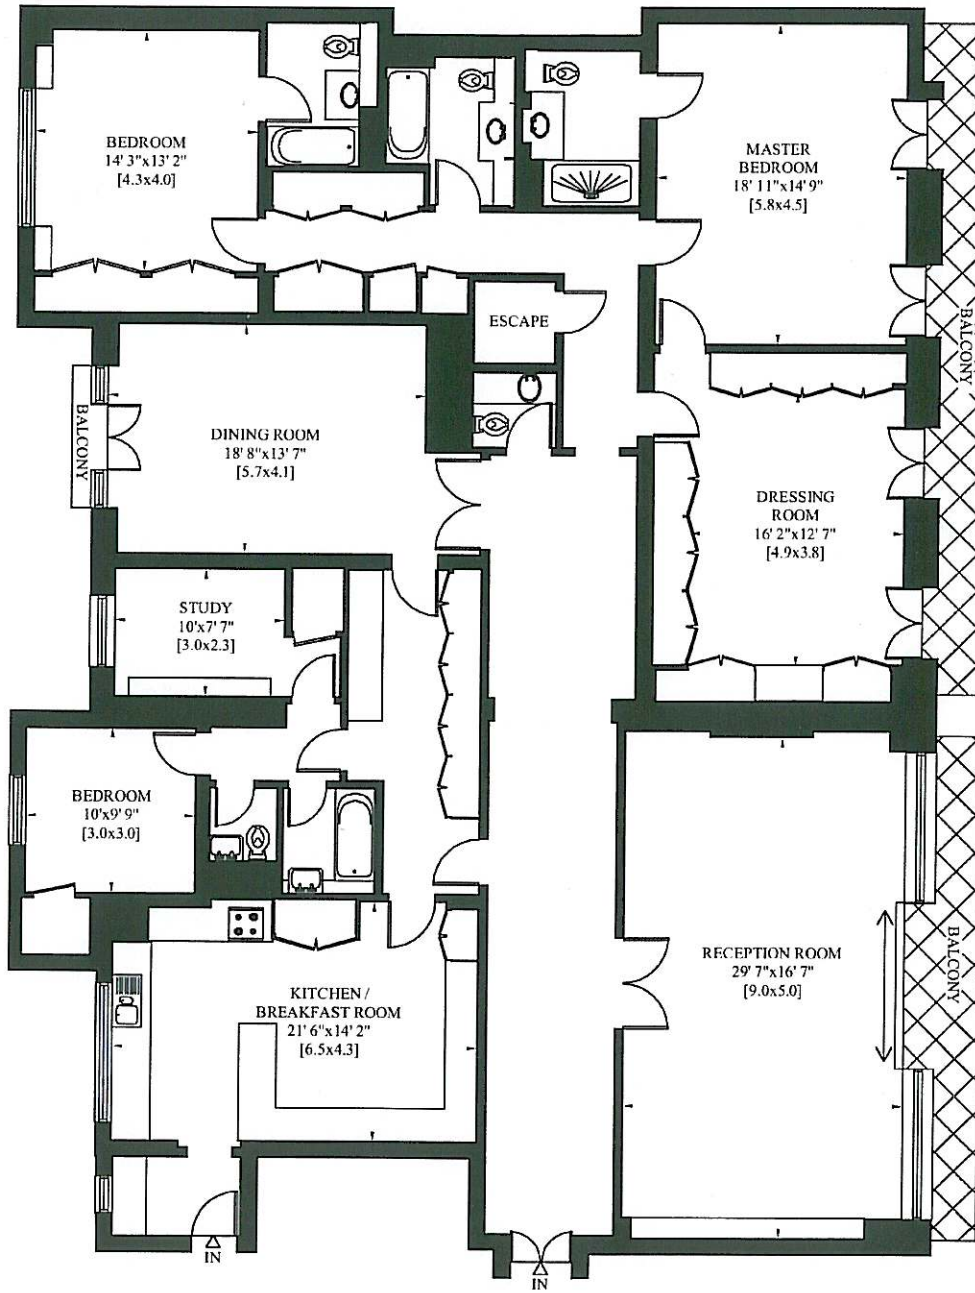 BEDROOM
14' 3"x13' 2"
[4.3x4.0]
MASTER
BEDROOM
18' 11"x14' 9"
[5.8x4.5]
BALCONY
ESCAPE
BALCONY
DINING ROOM
18' 8"x13' 7"
[5.7x4.1]
DRESSING
ROOM
16' 2"x12' 7"
[4.9x3.8]
STUDY
10'x7' 7"
[3.0x2.3]
BEDROOM
10'x9' 9"
[3.0x3.0]
RECEPTION ROOM
29' 7"x16' 7"
[9.0x5.0]
BALCONY
KITCHEN /
BREAKFAST ROOM
21' 6"x14' 2"
[6.5x4.3]
IN
IN